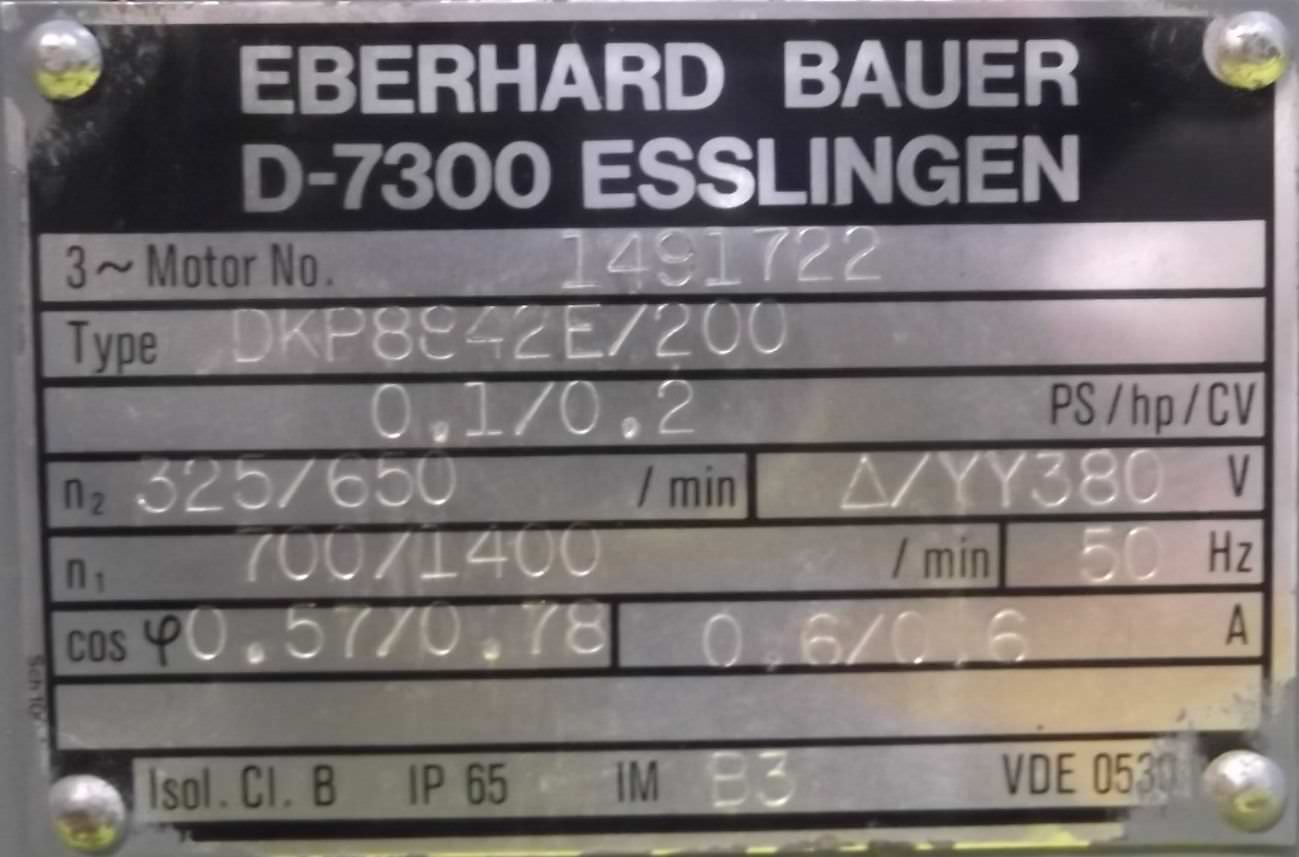 EBERHARD BAUER
D-7300 ESSLINGEN
3~ Motor No. 1491722
Type DKP8842E/200
0.1/0.2 PS/hp/CV
n₂ 325/650 /min Δ/YY380 V
n₁ 700/1400 /min 50 Hz
cos φ 0.57/0.78 0,6/0,6 A
Isol. Cl. B IP 65 IM B3 VDE 0530